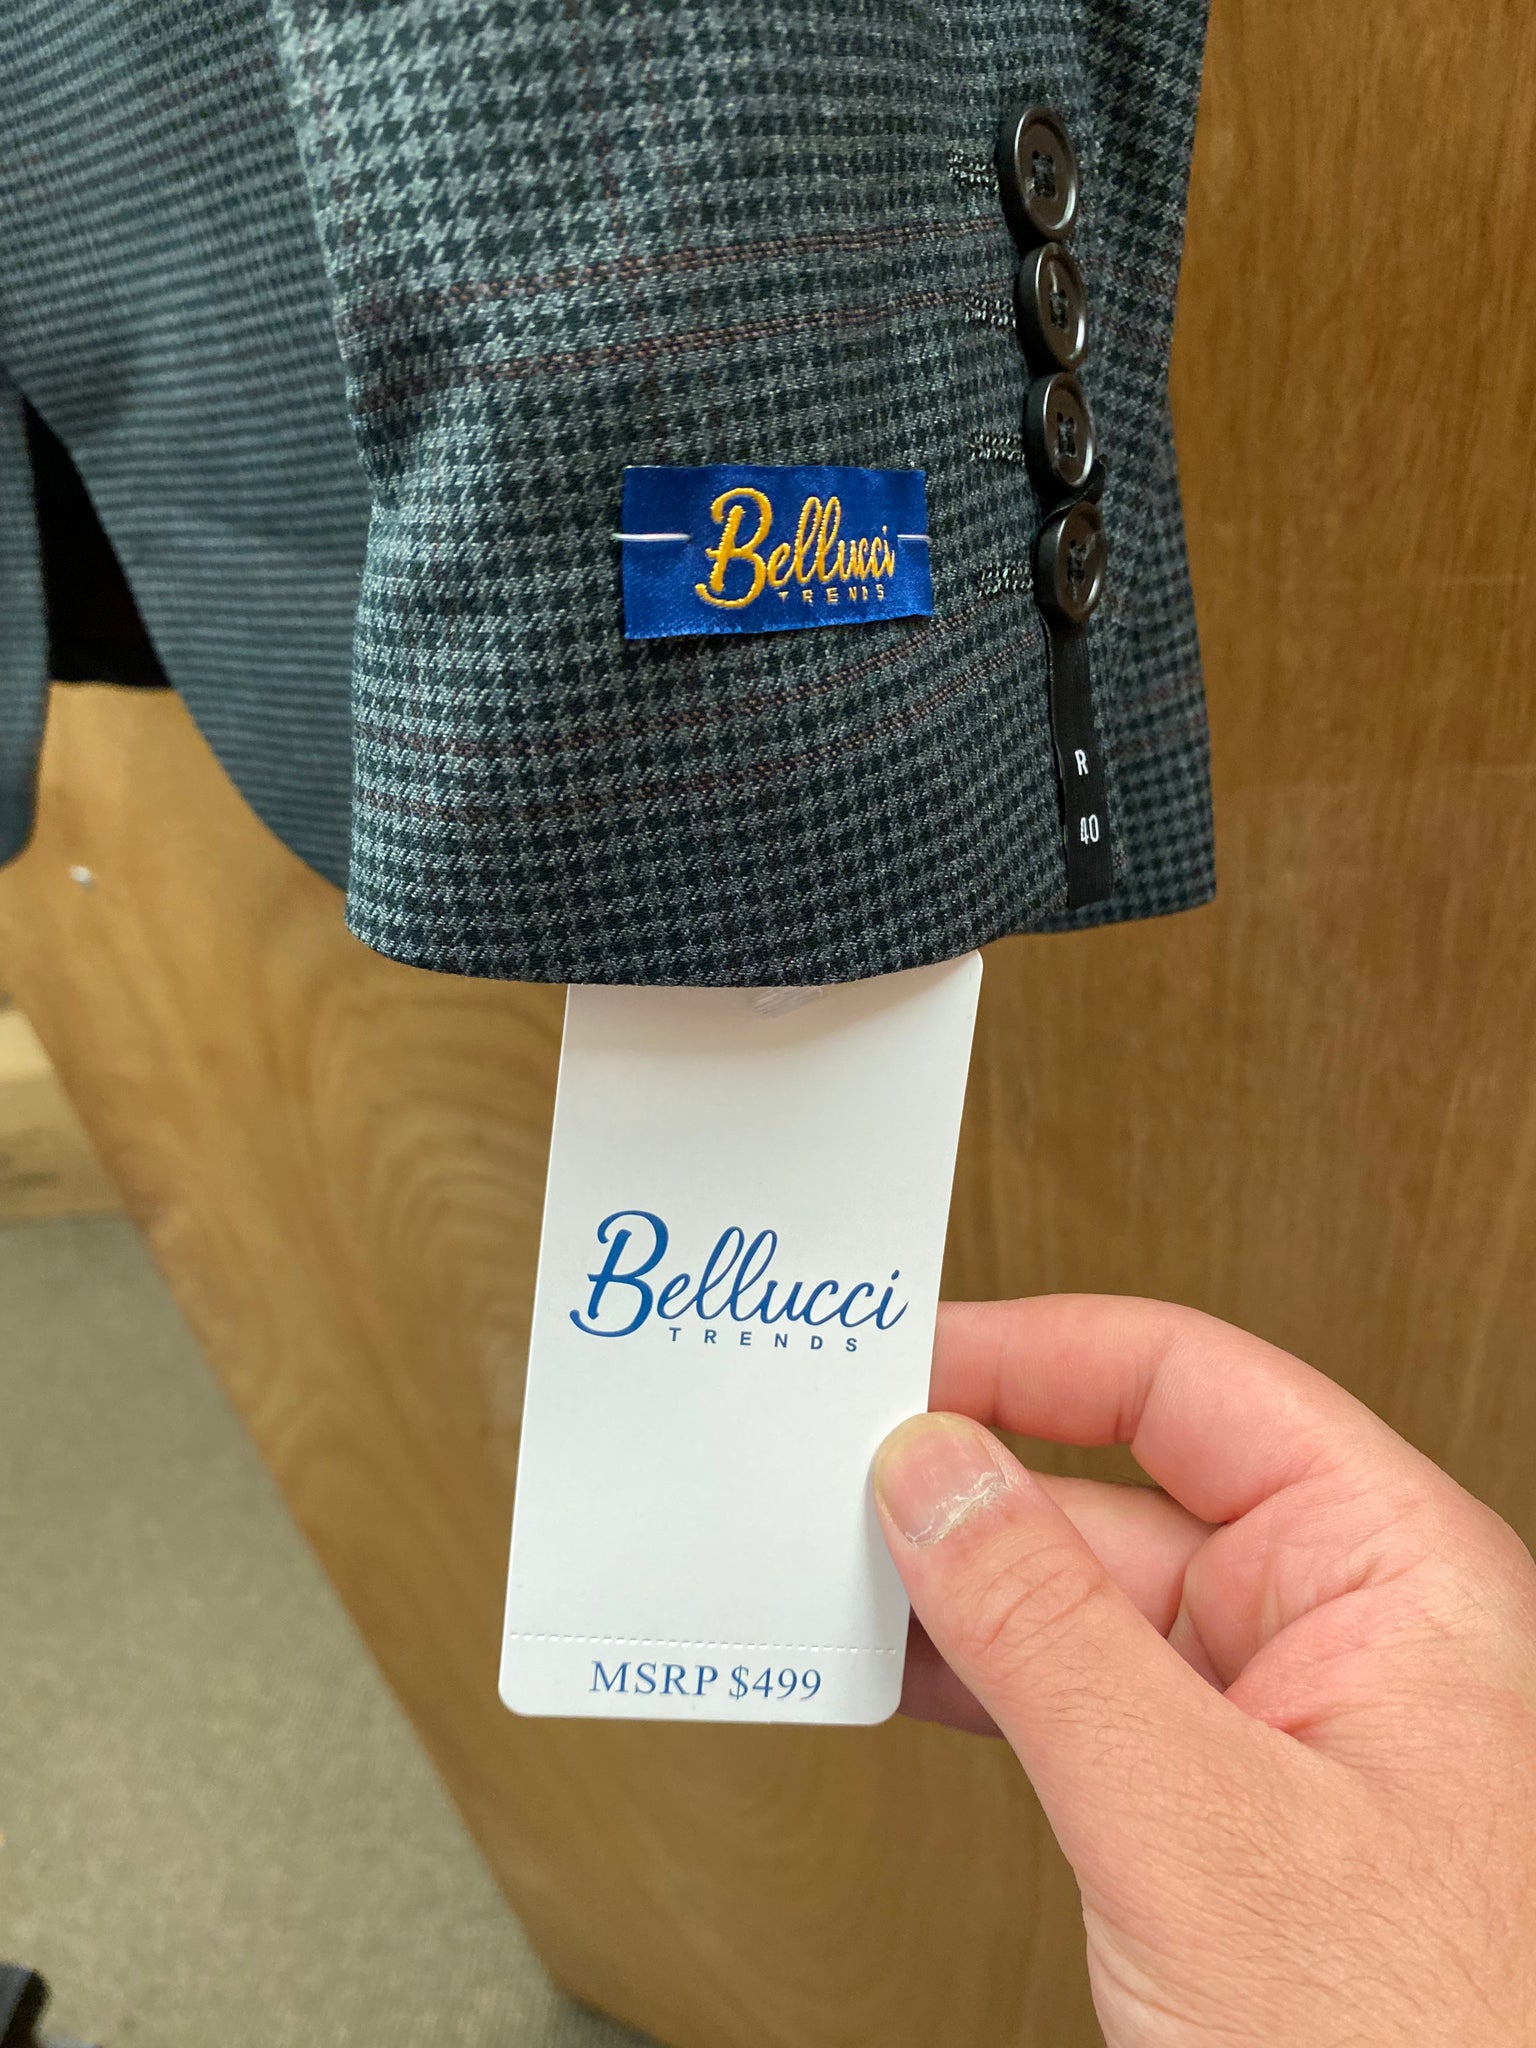 Bellucci
TRENDS
R
40
Bellucci
TRENDS
MSRP $499